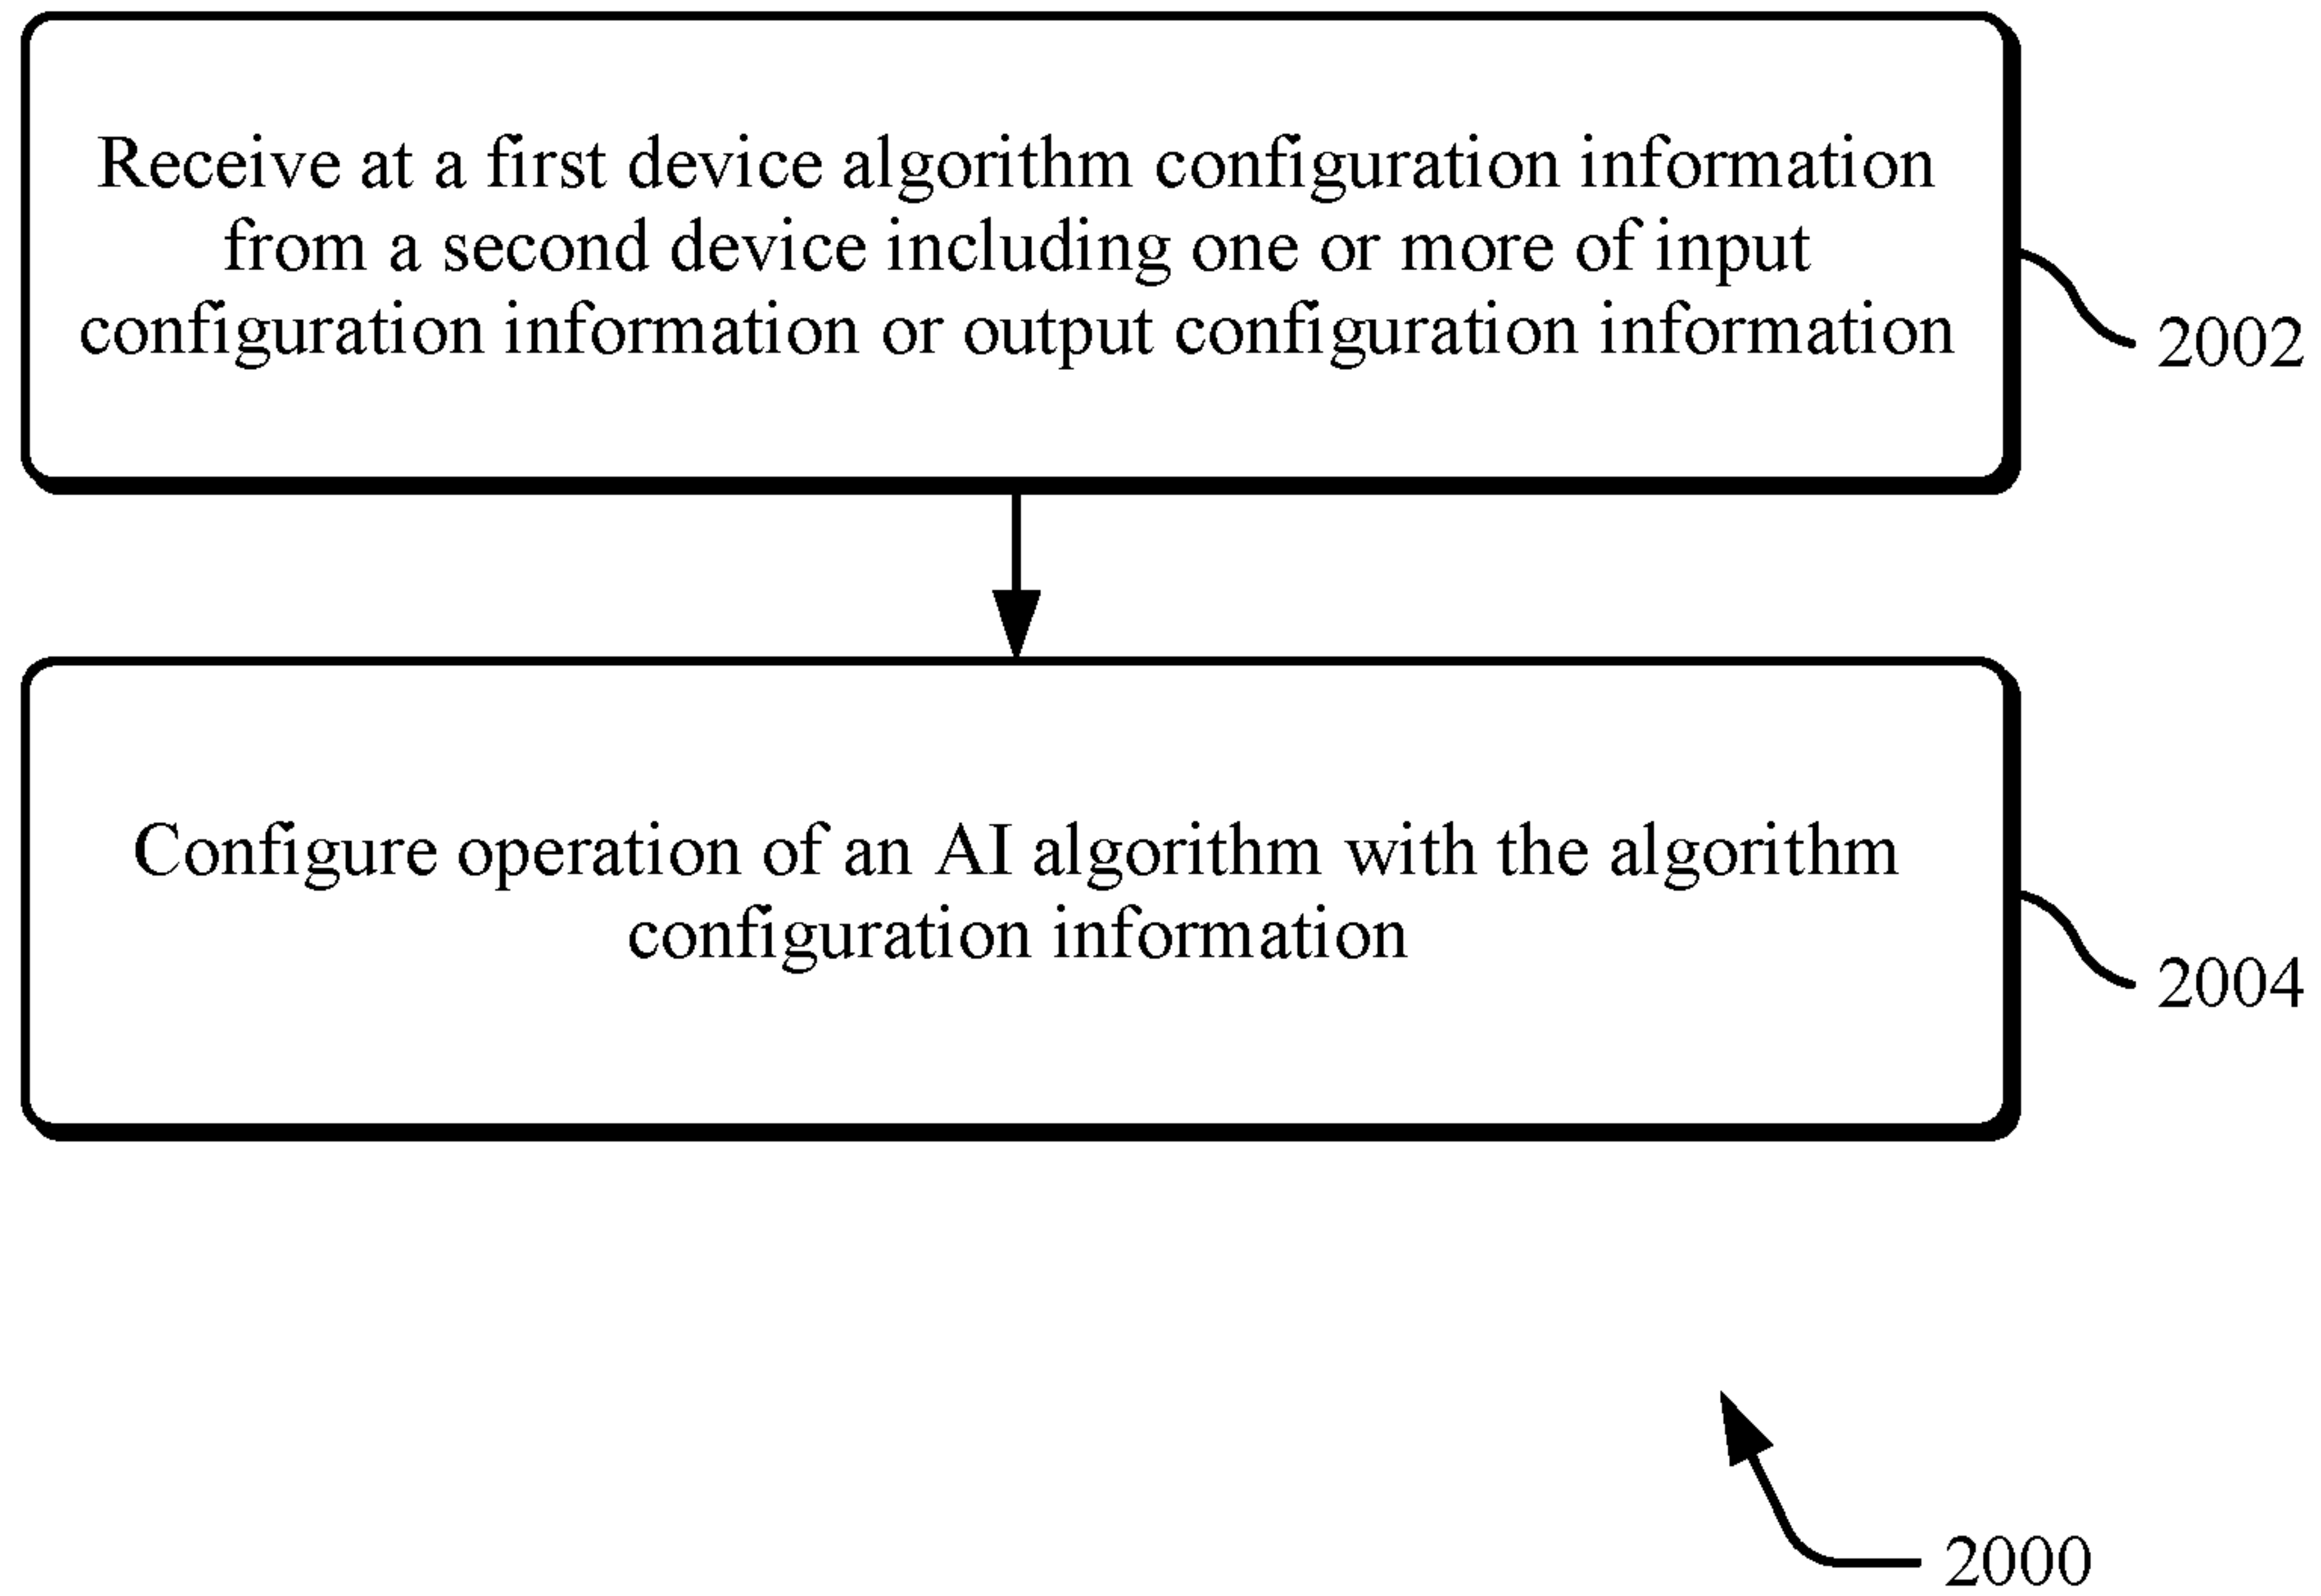 Receive at a first device algorithm configuration information
from a second device including one or more of input
configuration information or output configuration information
2002
Configure operation of an AI algorithm with the algorithm
configuration information
2004
2000